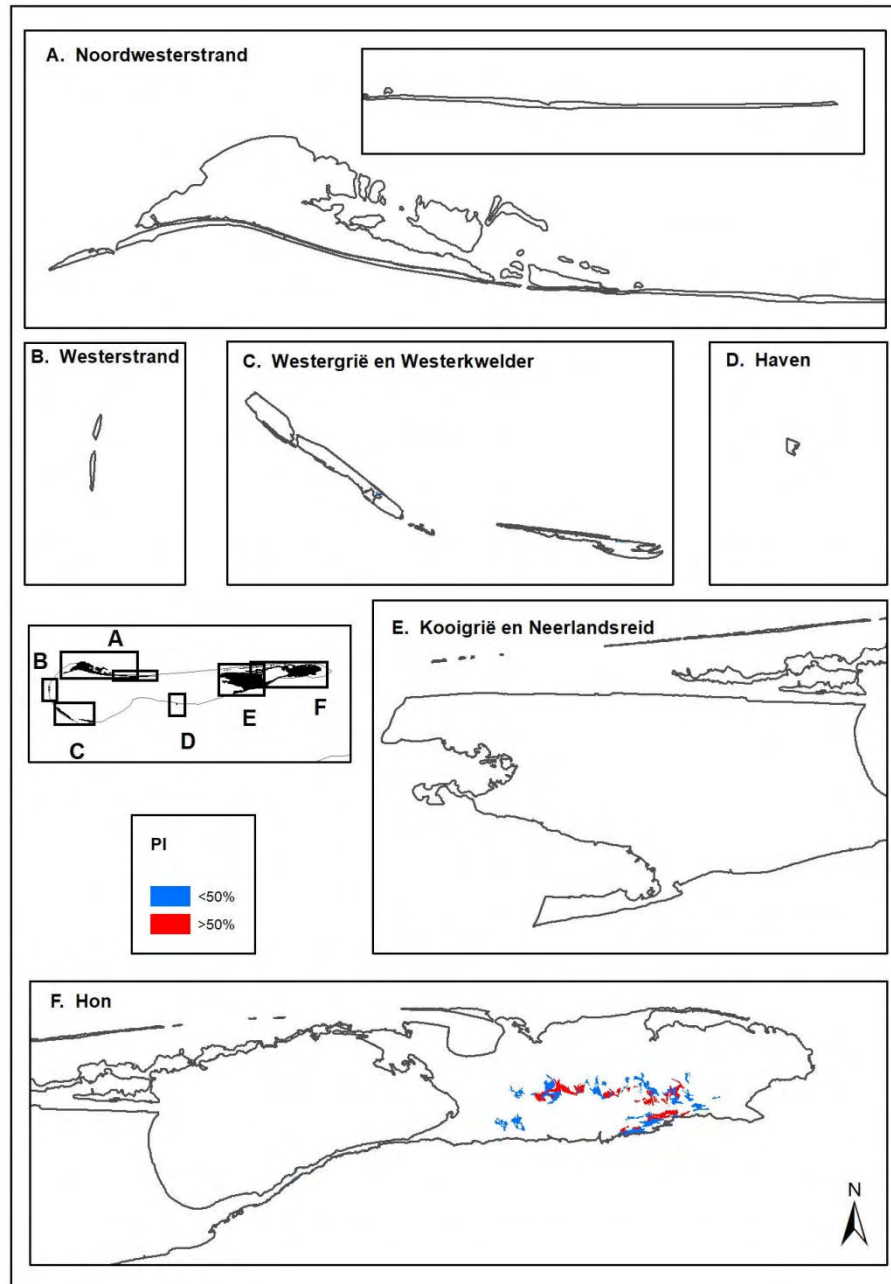 A. Noordwesterstrand
B. Westerstrand
C. Westergrië en Westerkwelder
D. Haven
A
B
C
D
E
F
E. Kooigrië en Neerlandsreid
PI
<50%
>50%
F. Hon
N